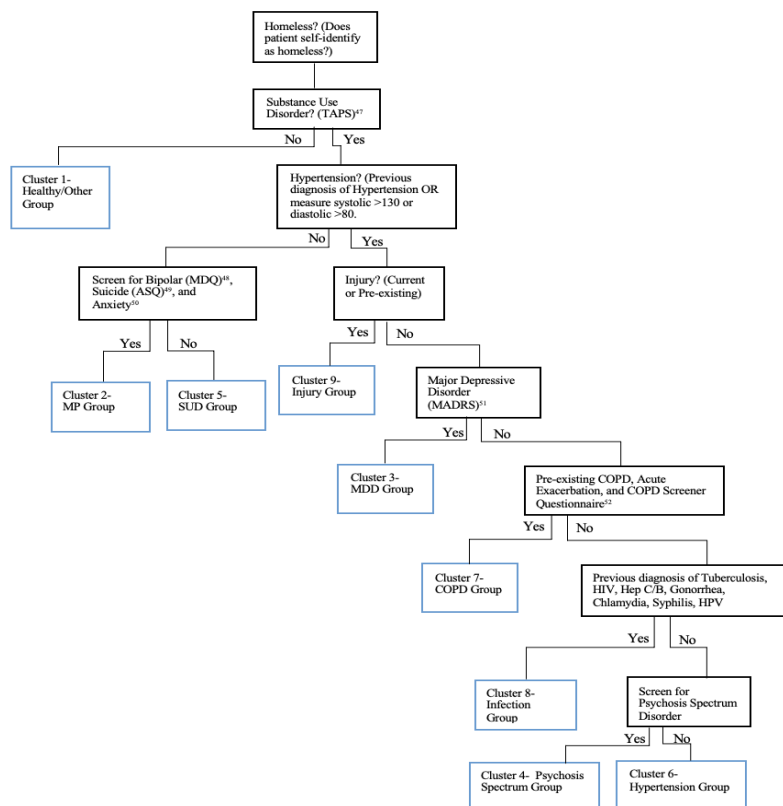 Homeless? (Does
patient self-identify
as homeless?)
Substance Use
Disorder? (TAPS)⁴⁷
No
Yes
Cluster 1-
Healthy/Other
Group
Hypertension? (Previous
diagnosis of Hypertension OR
measure systolic >130 or
diastolic >80.
No
Yes
Screen for Bipolar (MDQ)⁴⁸,
Suicide (ASQ)⁴⁹, and
Anxiety⁵⁰
Injury? (Current
or Pre-existing)
Yes
No
Yes
No
Cluster 2-
MP Group
Cluster 5-
SUD Group
Cluster 9-
Injury Group
Major Depressive
Disorder
(MADRS)⁵¹
Yes
No
Cluster 3-
MDD Group
Pre-existing COPD, Acute
Exacerbation, and COPD Screener
Questionnaire⁵²
Yes
No
Cluster 7-
COPD Group
Previous diagnosis of Tuberculosis,
HIV, Hep C/B, Gonorrhea,
Chlamydia, Syphilis, HPV
Yes
No
Cluster 8-
Infection
Group
Screen for
Psychosis Spectrum
Disorder
Yes
No
Cluster 4- Psychosis
Spectrum Group
Cluster 6-
Hypertension Group